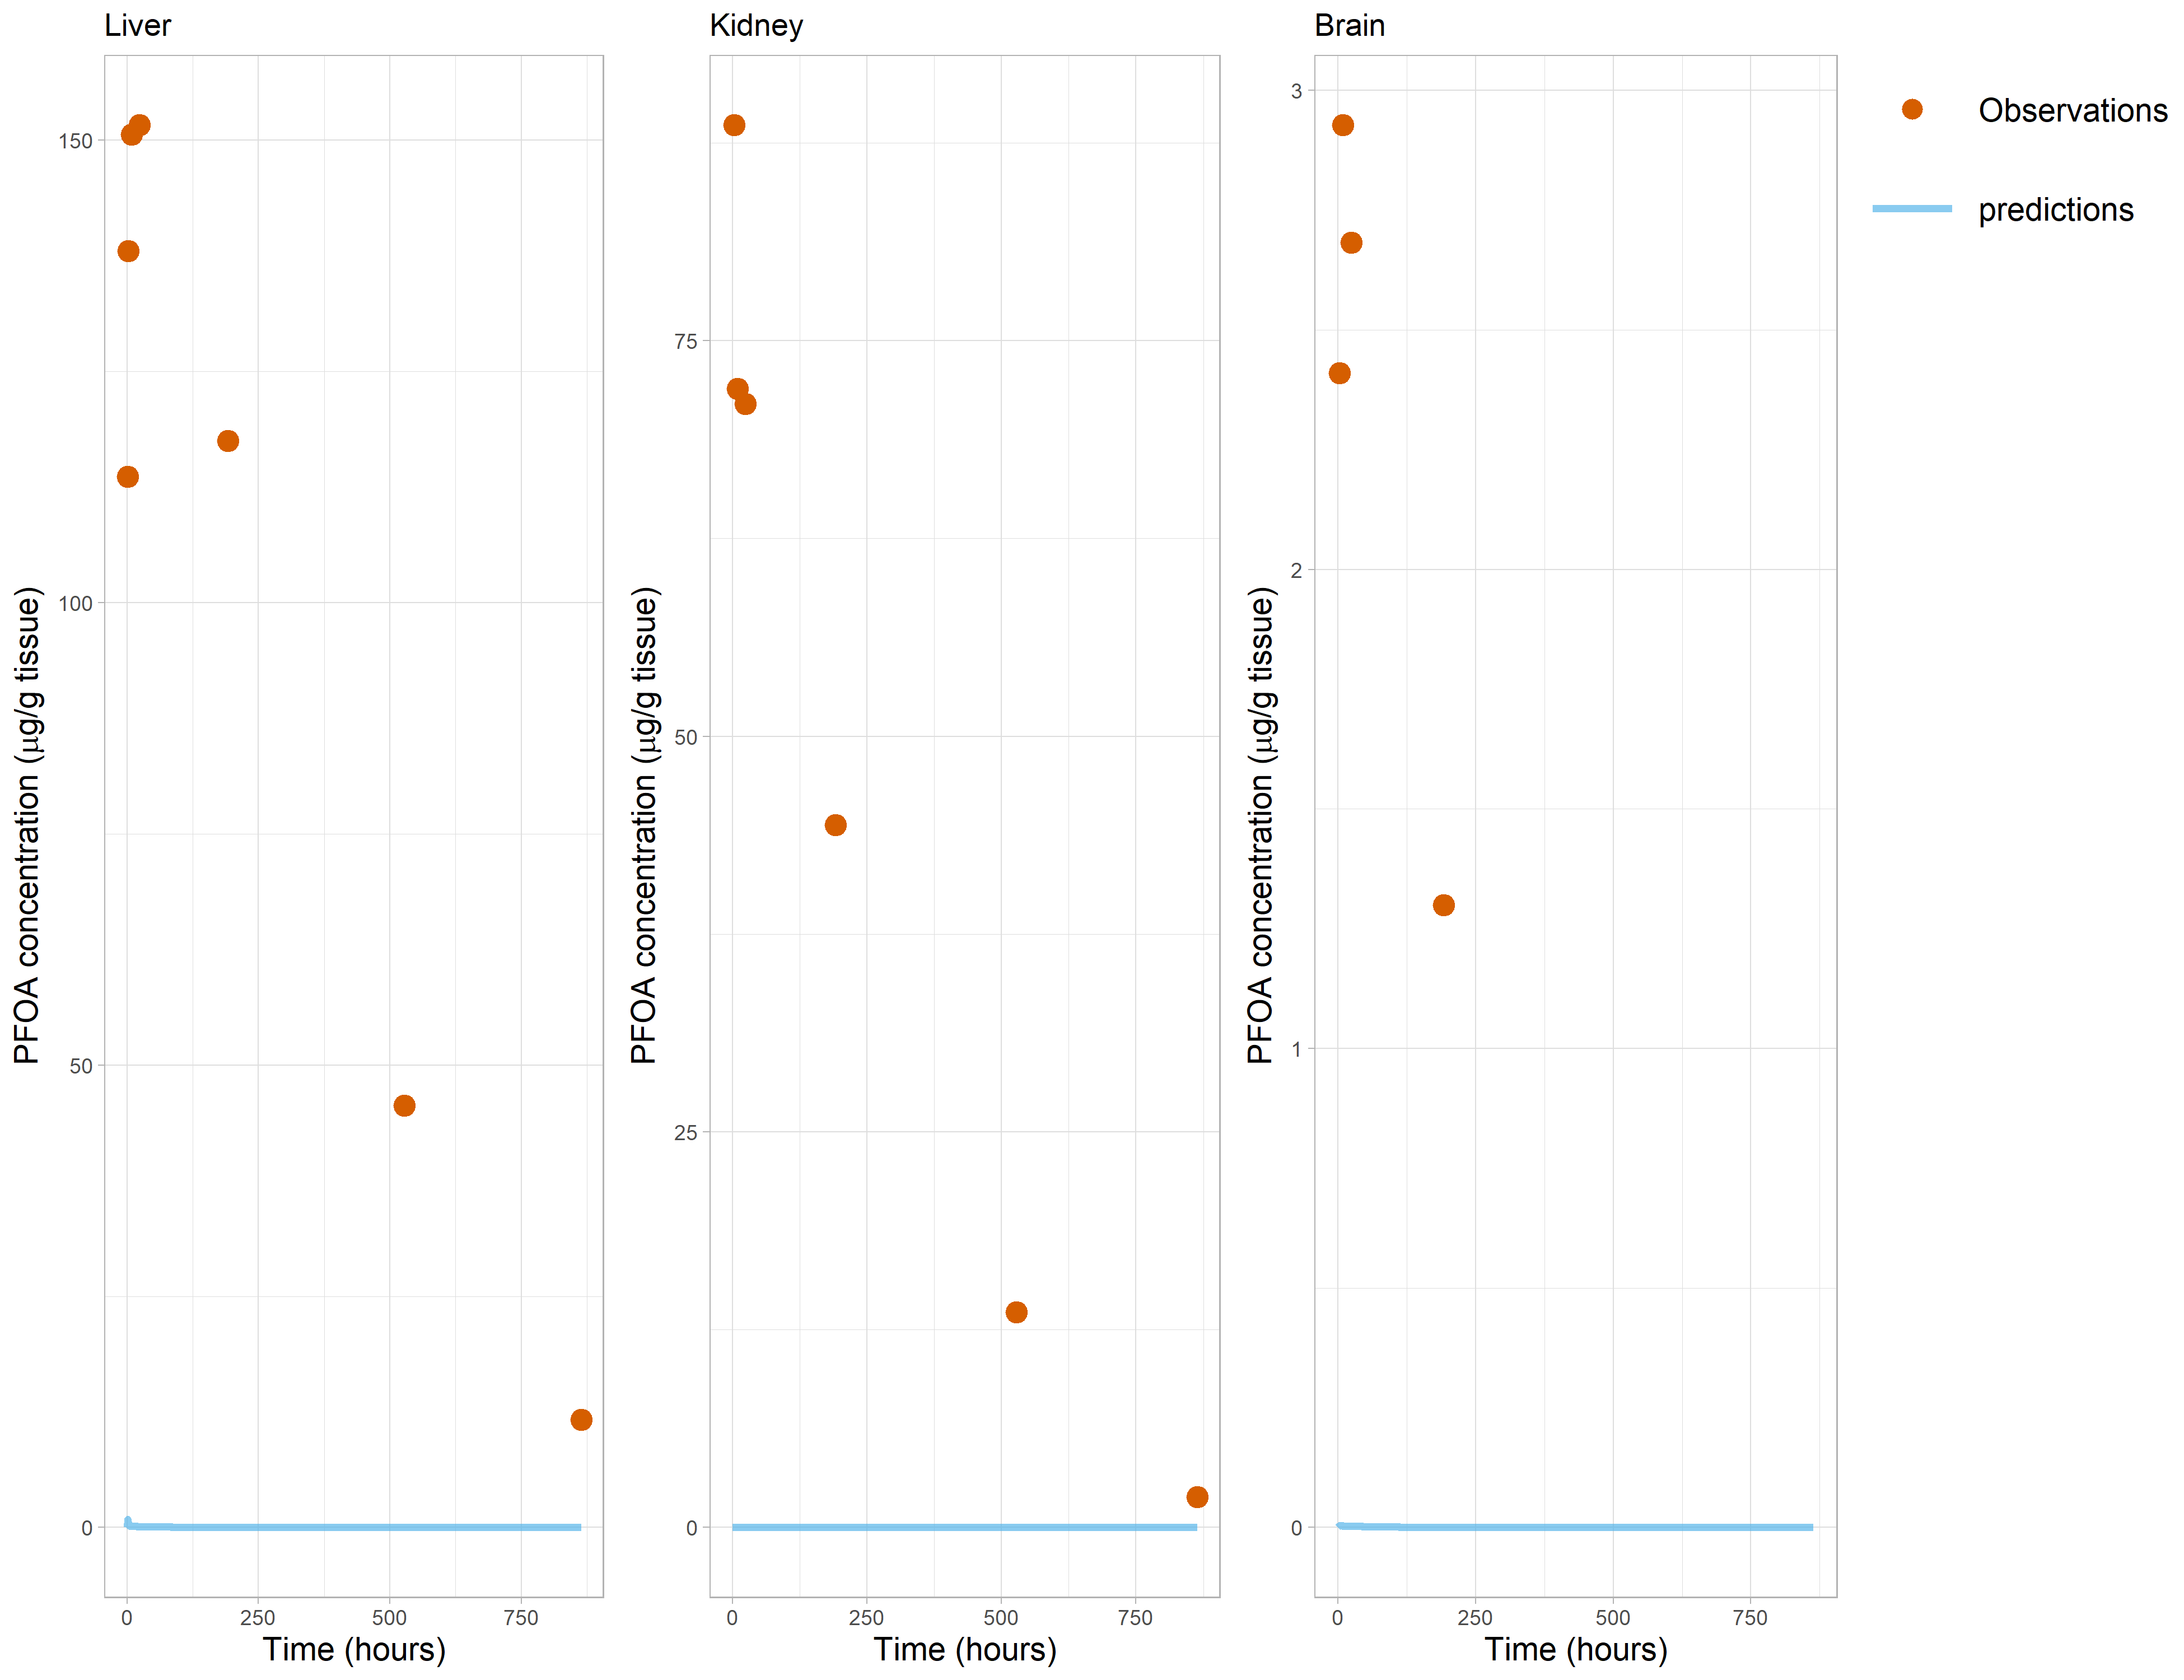 Liver
Kidney
Brain
Observations
predictions
PFOA concentration (μg/g tissue)
150
100
50
0
0 250 500 750
Time (hours)
PFOA concentration (μg/g tissue)
75
50
25
0
0 250 500 750
Time (hours)
PFOA concentration (μg/g tissue)
3
2
1
0
0 250 500 750
Time (hours)